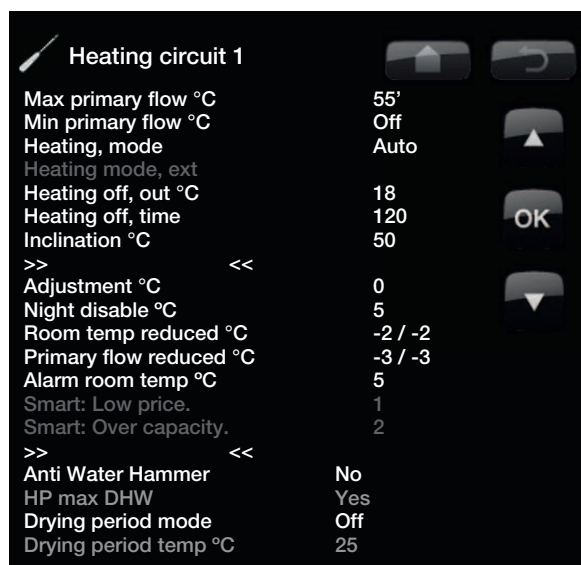 Heating circuit 1
Max primary flow °C 55'
Min primary flow °C Off
Heating, mode Auto
Heating mode, ext
Heating off, out °C 18
Heating off, time 120
Inclination °C 50
>> <<
Adjustment °C 0
Night disable ºC 5
Room temp reduced °C -2 / -2
Primary flow reduced °C -3 / -3
Alarm room temp ºC 5
Smart: Low price. 1
Smart: Over capacity. 2
>> <<
Anti Water Hammer No
HP max DHW Yes
Drying period mode Off
Drying period temp ºC 25
OK